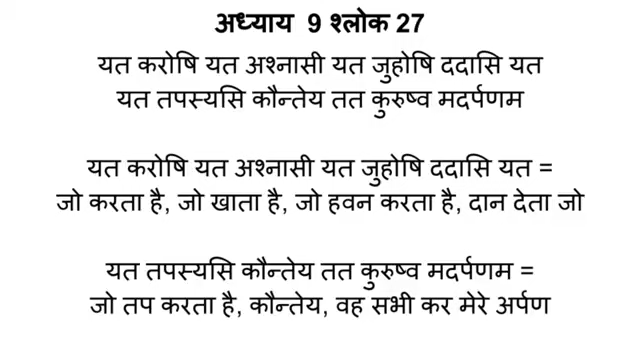 अध्याय 9 श्लोक 27
यत करोषि यत अश्नासी यत जुहोषि ददासि यत
यत तपस्यसि कौन्तेय तत कुरुष्व मदर्पणम
यत करोषि यत अश्नासी यत जुहोषि ददासि यत =
जो करता है, जो खाता है, जो हवन करता है, दान देता जो
यत तपस्यसि कौन्तेय तत कुरुष्व मदर्पणम =
जो तप करता है, कौन्तेय, वह सभी कर मेरे अर्पण